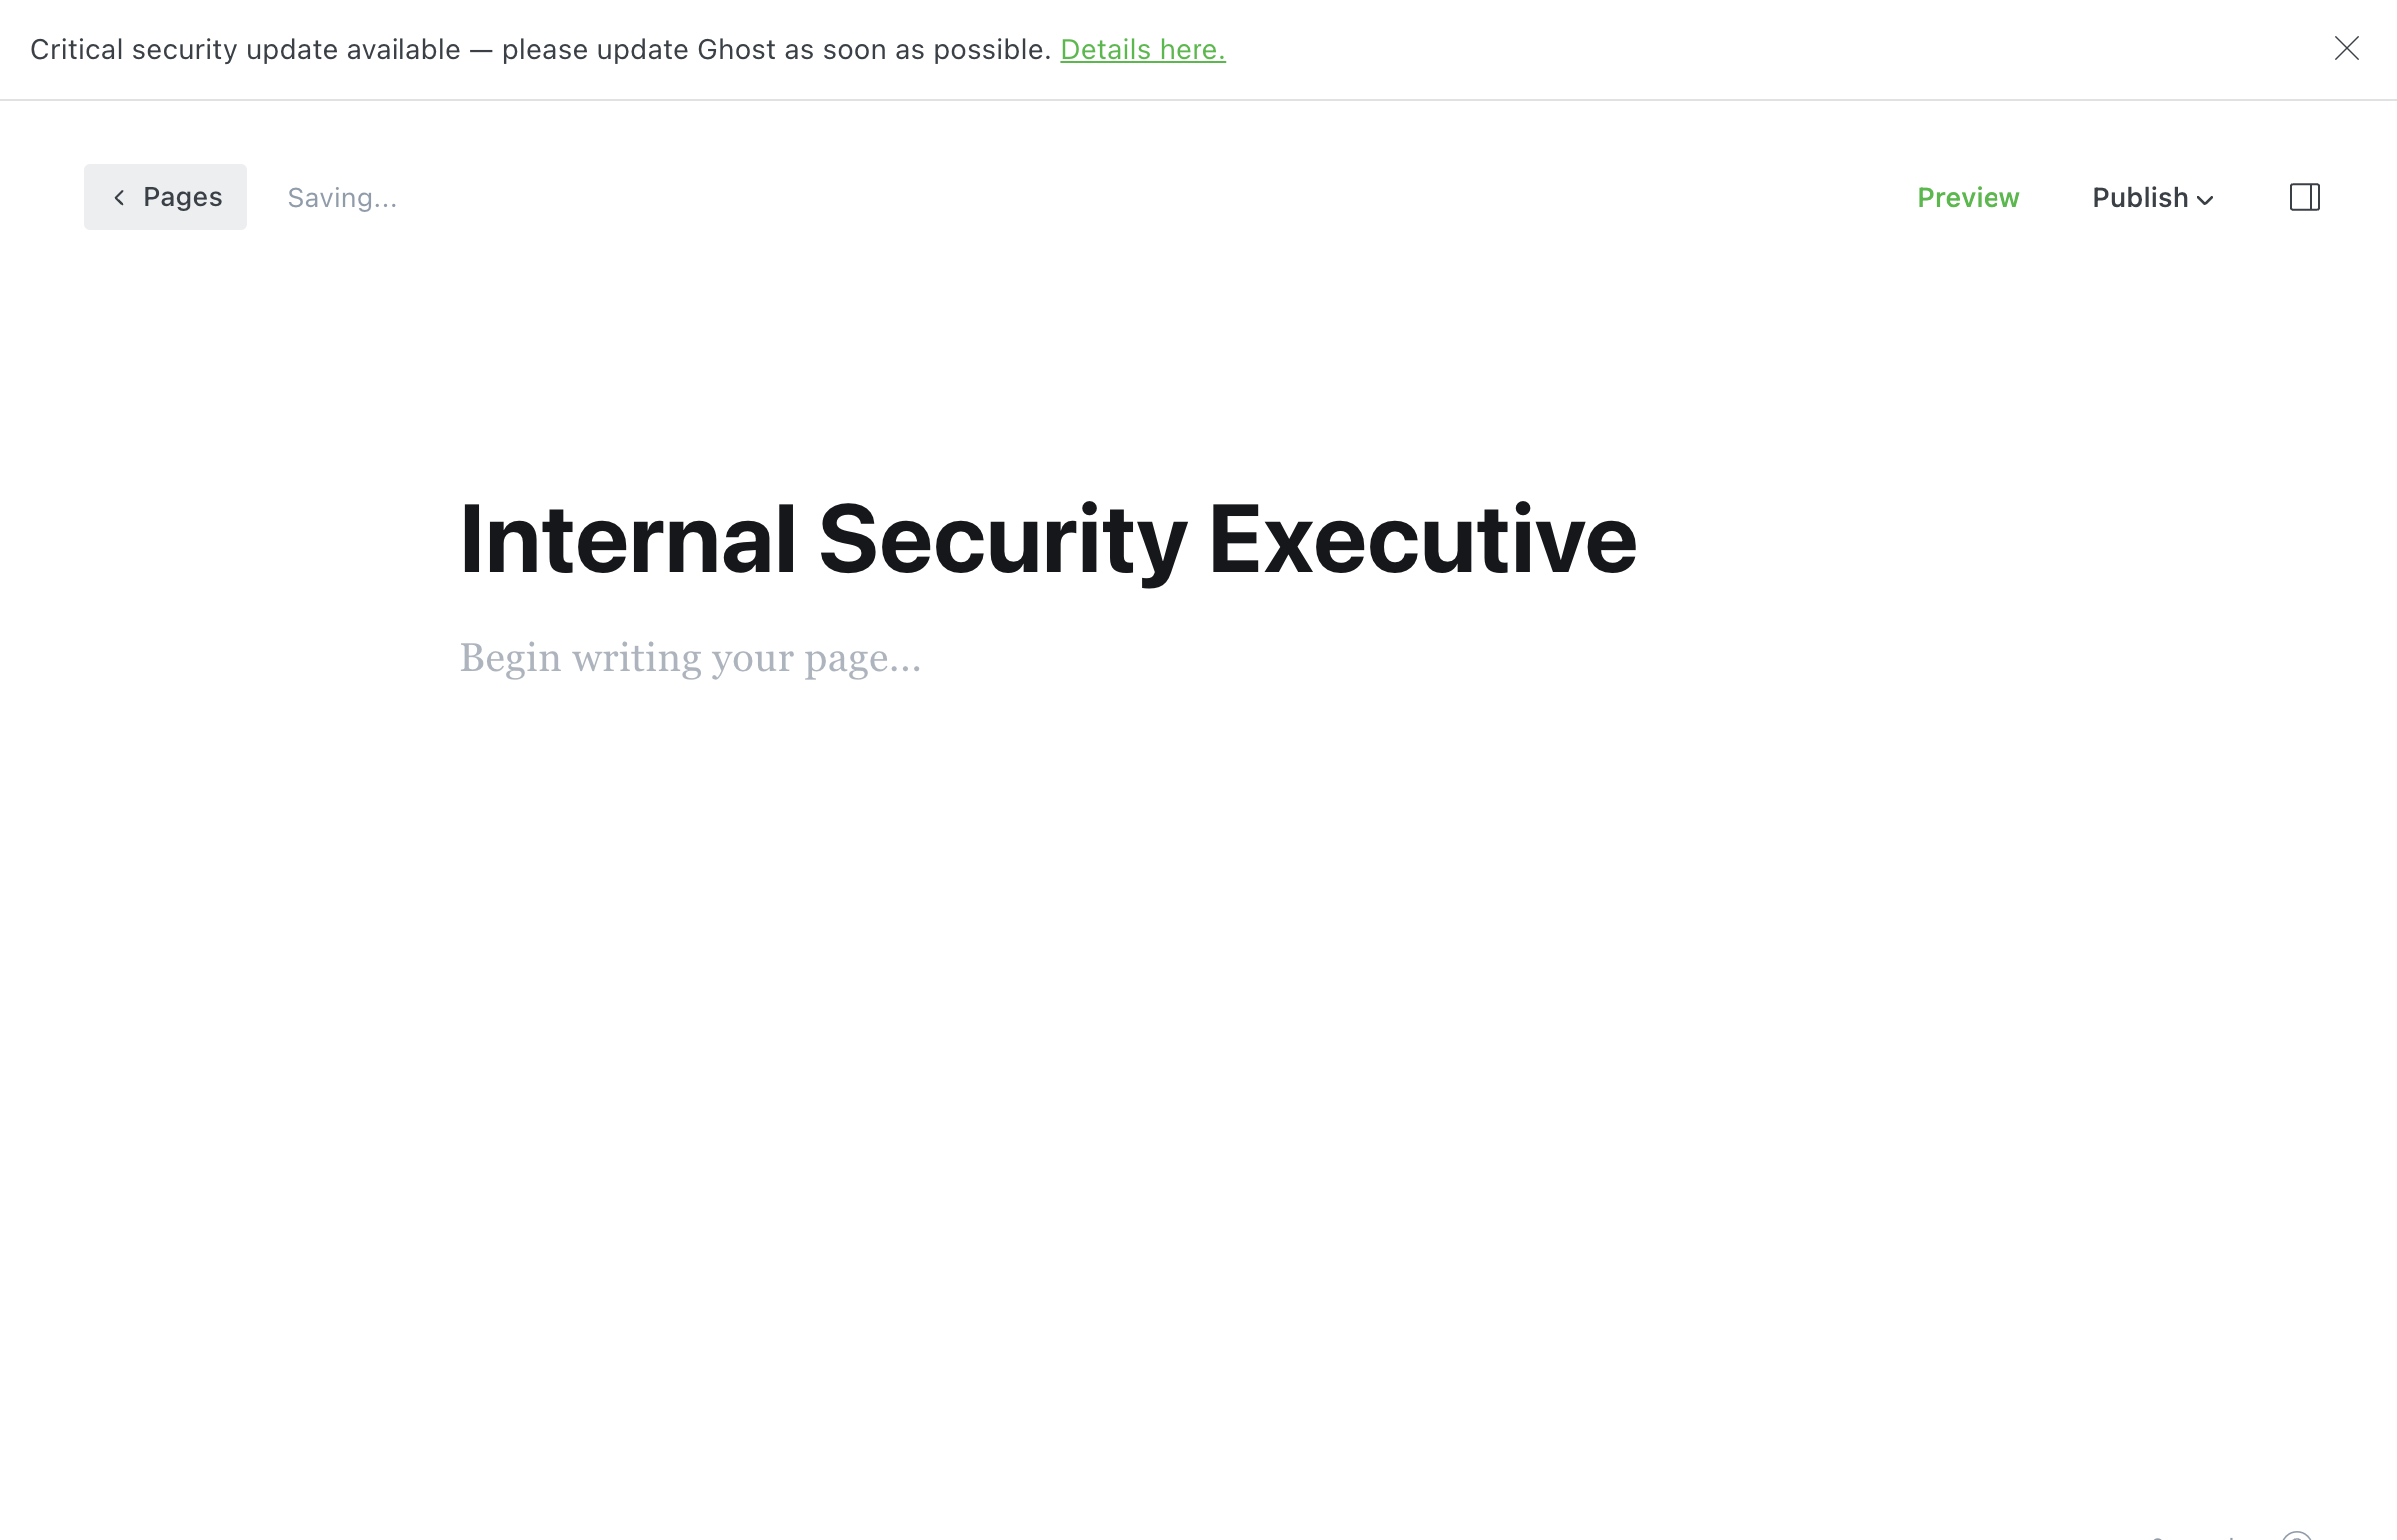 Critical security update available — please update Ghost as soon as possible. Details here.
Pages
Saving...
Preview
Publish
Internal Security Executive
Begin writing your page...